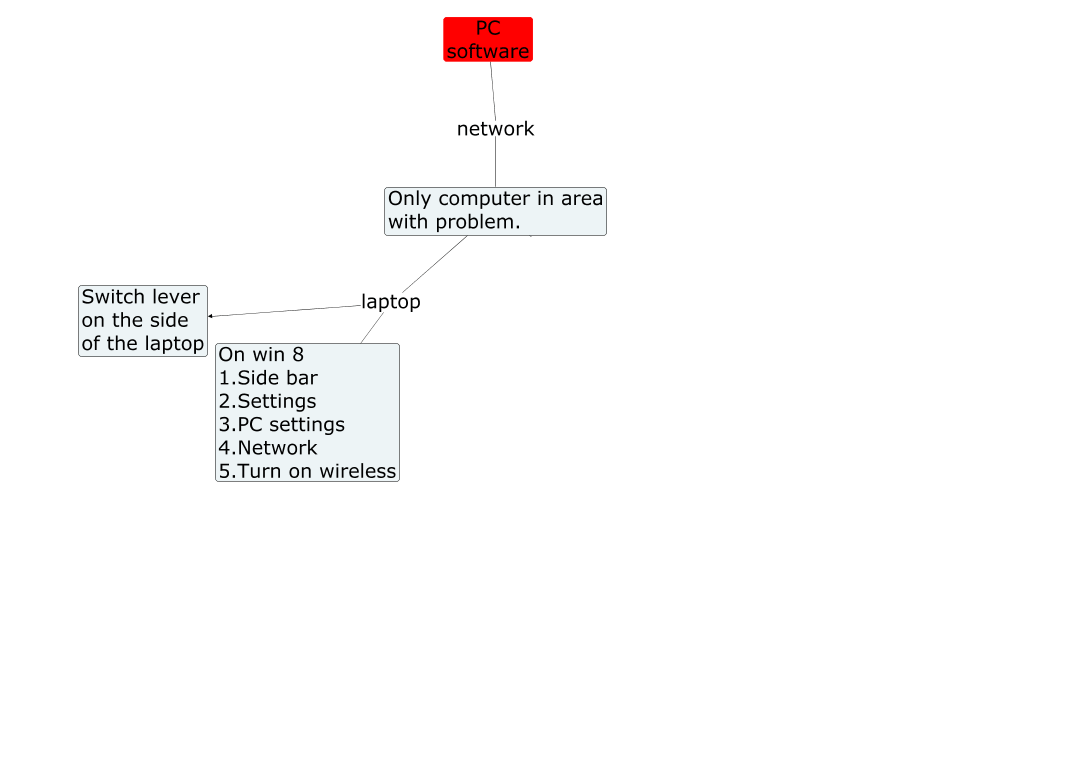 PC
software
network
Only computer in area
with problem.
laptop
Switch lever
on the side
of the laptop
On win 8
1.Side bar
2.Settings
3.PC settings
4.Network
5.Turn on wireless